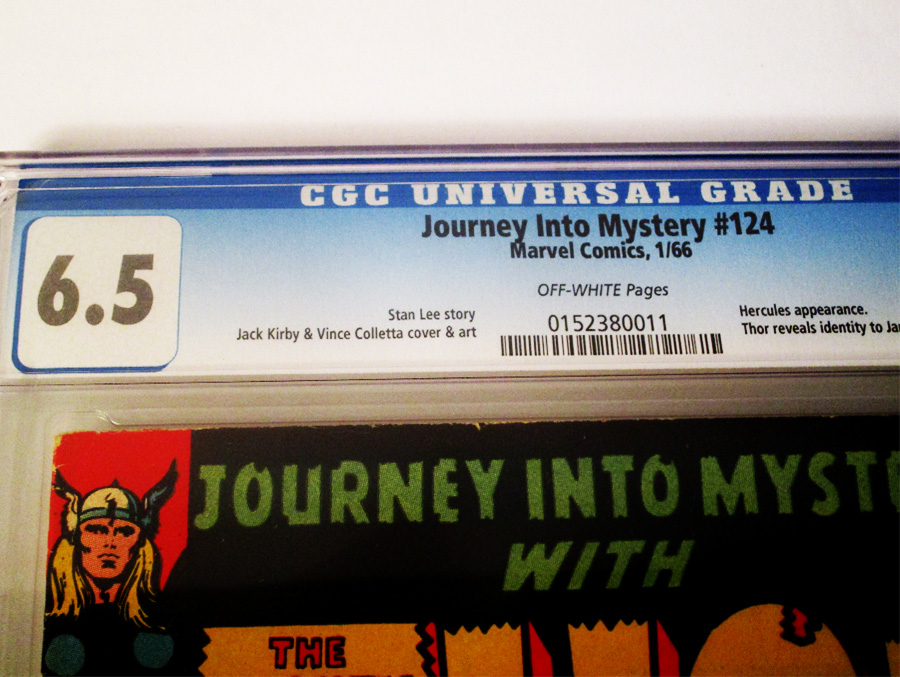 CGC UNIVERSAL GRADE
6.5
Journey Into Mystery #124
Marvel Comics, 1/66
OFF-WHITE Pages
Stan Lee story
Jack Kirby & Vince Colletta cover & art
0152380011
Hercules appearance.
Thor reveals identity to
JOURNEY INTO
WITH
THE